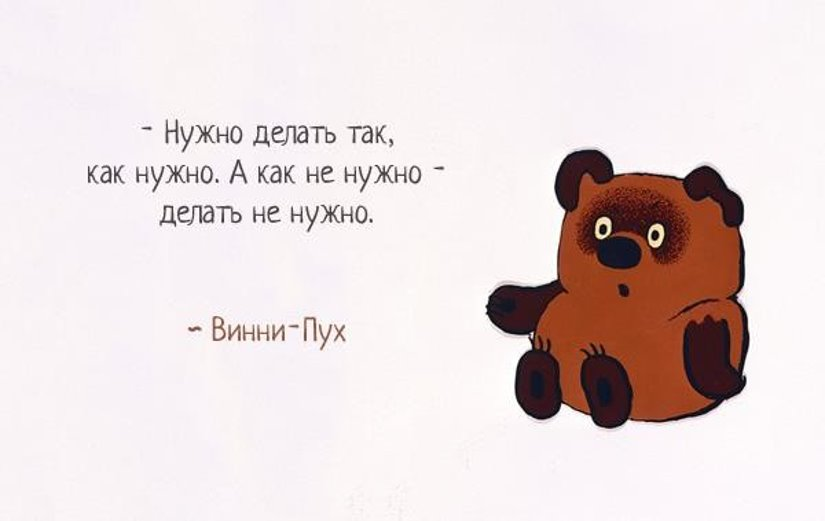 - Нужно делать так,
как нужно. А как не нужно -
делать не нужно.
~ Винни-Пух